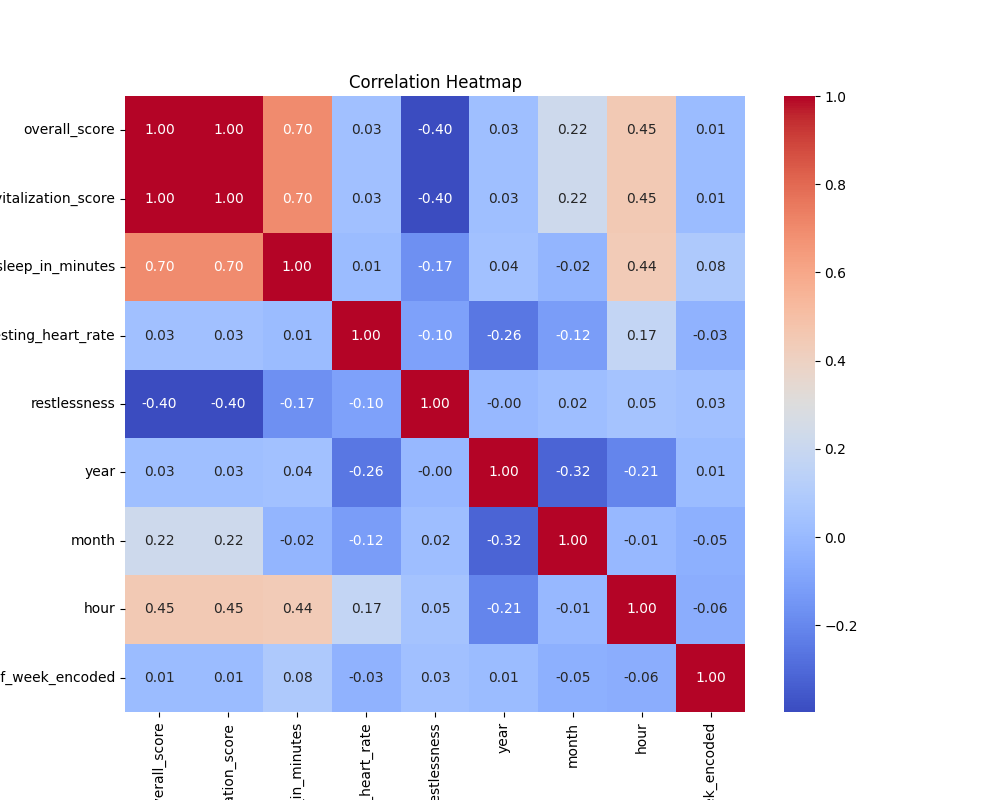 Correlation Heatmap
overall_score 1.00 1.00 0.70 0.03 -0.40 0.03 0.22 0.45 0.01
vitalization_score 1.00 1.00 0.70 0.03 -0.40 0.03 0.22 0.45 0.01
sleep_in_minutes 0.70 0.70 1.00 0.01 -0.17 0.04 -0.02 0.44 0.08
sting_heart_rate 0.03 0.03 0.01 1.00 -0.10 -0.26 -0.12 0.17 -0.03
restlessness -0.40 -0.40 -0.17 -0.10 1.00 -0.00 0.02 0.05 0.03
year 0.03 0.03 0.04 -0.26 -0.00 1.00 -0.32 -0.21 0.01
month 0.22 0.22 -0.02 -0.12 0.02 -0.32 1.00 -0.01 -0.05
hour 0.45 0.45 0.44 0.17 0.05 -0.21 -0.01 1.00 -0.06
f_week_encoded 0.01 0.01 0.08 -0.03 0.03 0.01 -0.05 -0.06 1.00
verall_score
ation_score
in_minutes
_heart_rate
estlessness
year
month
hour
ek_encoded
1.0
0.8
0.6
0.4
0.2
0.0
−0.2